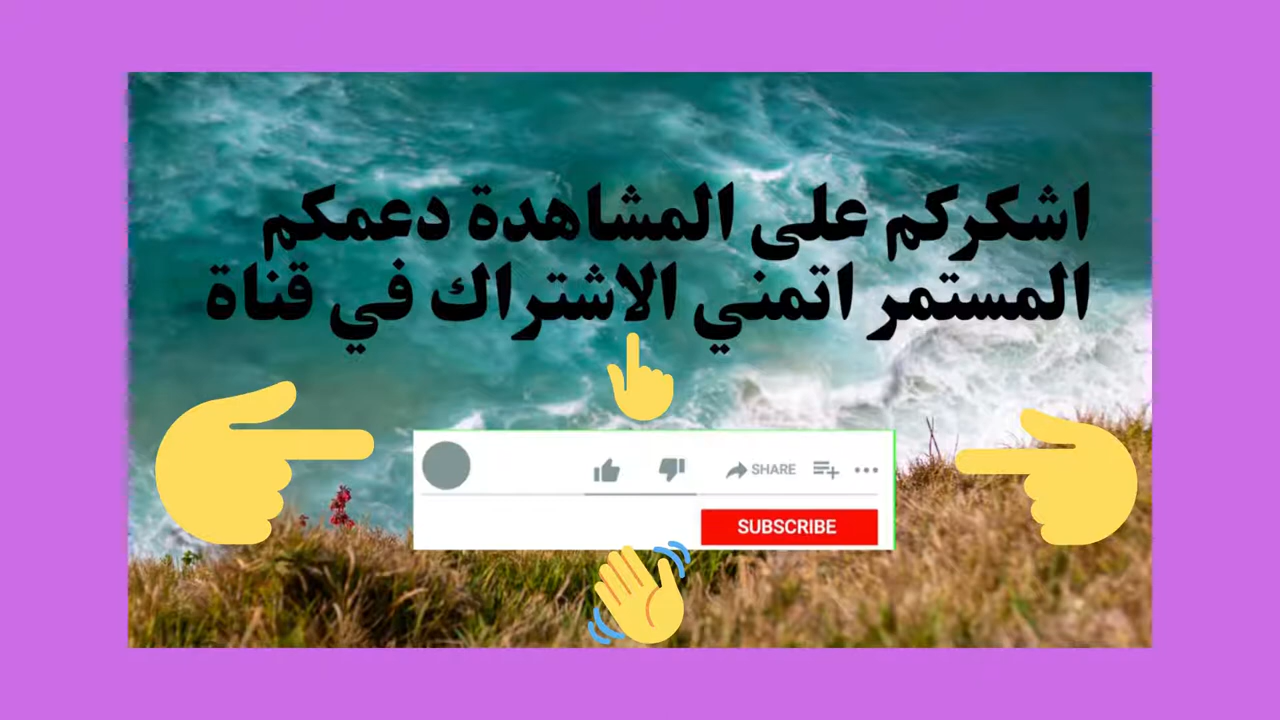 اشكركم على المشاهدة دعمكم
المستمر اتمني الاشتراك في قناة
SHARE
SUBSCRIBE